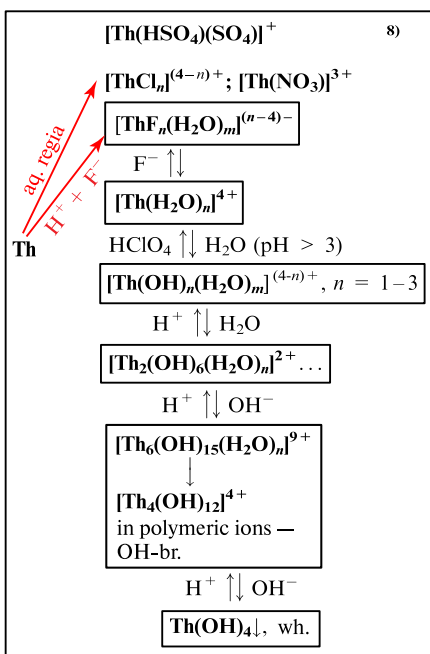 [Th(HSO₄)(SO₄)]⁺ 8)
[ThClₙ]⁽⁴⁻ⁿ⁾⁺; [Th(NO₃)]³⁺
[ThFₙ(H₂O)ₘ]⁽ⁿ⁻⁴⁾⁻
aq. regia
H⁺ + F⁻
F⁻ ↑↓
[Th(H₂O)ₙ]⁴⁺
Th
HClO₄ ↑↓ H₂O (pH > 3)
[Th(OH)ₙ(H₂O)ₘ]⁽⁴⁻ⁿ⁾⁺, n = 1–3
H⁺ ↑↓ H₂O
[Th₂(OH)₆(H₂O)ₙ]²⁺ ...
H⁺ ↑↓ OH⁻
[Th₆(OH)₁₅(H₂O)ₙ]⁹⁺
↓
[Th₄(OH)₁₂]⁴⁺
in polymeric ions —
OH-br.
H⁺ ↑↓ OH⁻
Th(OH)₄↓, wh.